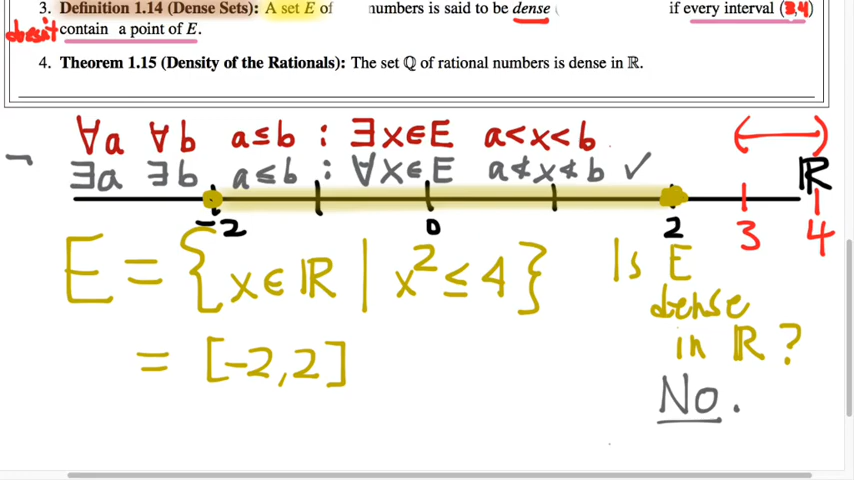 3. Definition 1.14 (Dense Sets): A set E of numbers is said to be dense ( if every interval (3,4)
doesn't contain a point of E.
4. Theorem 1.15 (Density of the Rationals): The set ℚ of rational numbers is dense in ℝ.
∀a ∀b a≤b : ∃x∈E a<x<b.
¬ ∃a ∃b a≤b : ∀x∈E a≮x≮b ✓
ℝ
-2 0 2 3 4
E = {x∈ℝ | x²≤4} Is E
dense
= [-2,2] in ℝ?
No.